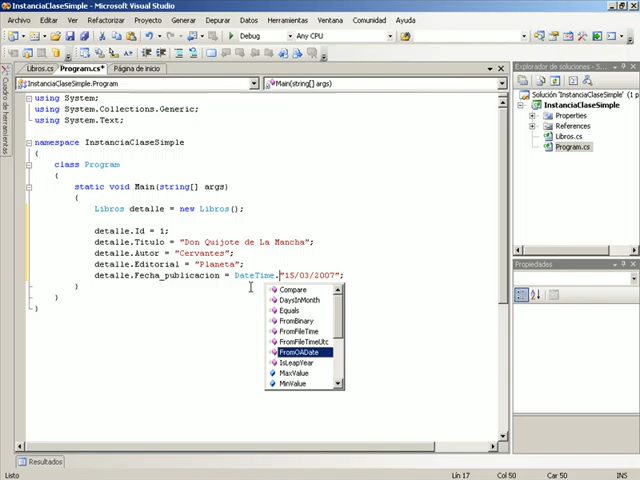 InstanciaClaseSimple - Microsoft Visual Studio
Archivo Editar Ver Refactorizar Proyecto Generar Depurar Datos Herramientas Ventana Comunidad Ayuda
Debug Any CPU
Libros.cs Program.cs* Página de inicio
InstanciaClaseSimple.Program Main(string[] args)
Cuadro de herramientas
using System;
using System.Collections.Generic;
using System.Text;
namespace InstanciaClaseSimple
{
class Program
{
static void Main(string[] args)
{
Libros detalle = new Libros();
detalle.Id = 1;
detalle.Titulo = "Don Quijote de La Mancha";
detalle.Autor = "Cervantes";
detalle.Editorial = "Planeta";
detalle.Fecha_publicacion = DateTime."15/03/2007";
}
}
}
Compare
DaysInMonth
Equals
FromBinary
FromFileTime
FromFileTimeUtc
FromOADate
IsLeapYear
MaxValue
MinValue
Explorador de soluciones - InstanciaClaseSimple
Solución 'InstanciaClaseSimple' (1 p
InstanciaClaseSimple
Properties
References
Libros.cs
Program.cs
Propiedades
Resultados
Listo Lín 17 Col 50 Car 50 INS